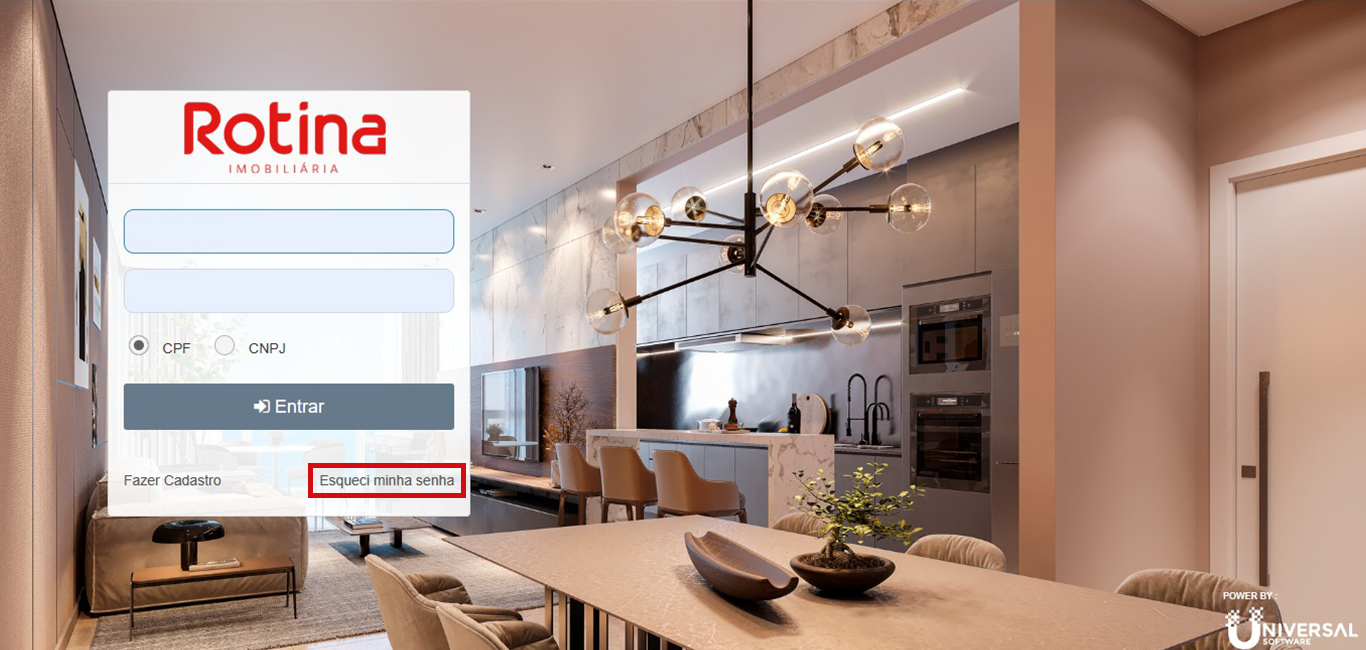 Rotina
IMOBILIÁRIA
CPF
CNPJ
Entrar
Fazer Cadastro
Esqueci minha senha
POWER BY :
UNIVERSAL
SOFTWARE